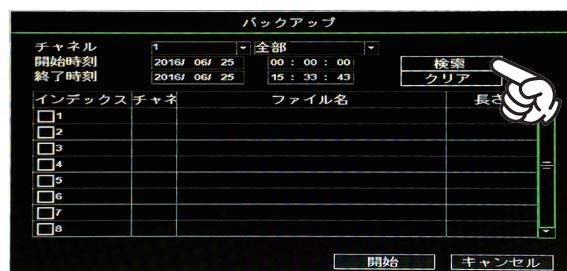 バックアップ
チャネル 1 全部
開始時刻 2016/ 06/ 25 00 : 00 : 00 検索
終了時刻 2016/ 06/ 25 15 : 33 : 43 クリア
インデックス チャネ ファイル名 長さ
1
2
3
4
5
6
7
8
開始 キャンセル